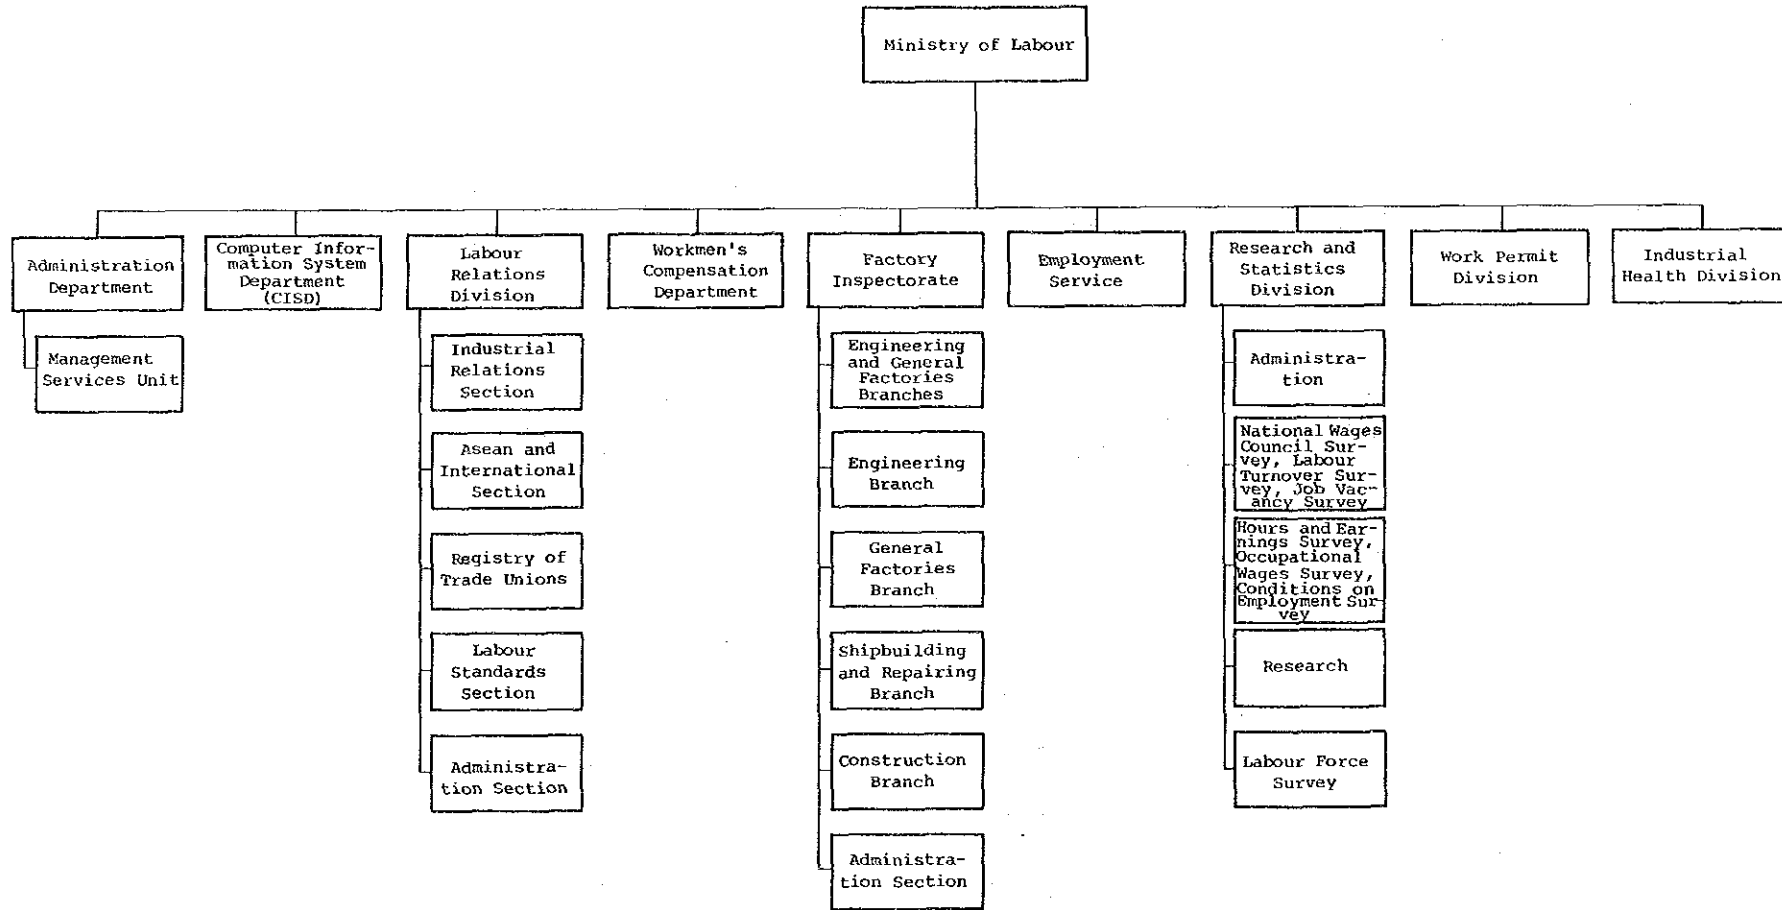 Ministry of Labour
Administration
Department
Computer Infor-
mation System
Department
(CISD)
Labour
Relations
Division
Workmen's
Compensation
Department
Factory
Inspectorate
Employment
Service
Research and
Statistics
Division
Work Permit
Division
Industrial
Health Division
Management
Services Unit
Industrial
Relations
Section
Asean and
International
Section
Registry of
Trade Unions
Labour
Standards
Section
Administra-
tion Section
Engineering
and General
Factories
Branches
Engineering
Branch
General
Factories
Branch
Shipbuilding
and Repairing
Branch
Construction
Branch
Administra-
tion Section
Administra-
tion
National Wages
Council Sur-
vey, Labour
Turnover Sur-
vey, Job Vac-
ancy Survey
Hours and Ear-
nings Survey,
Occupational
Wages Survey,
Conditions on
Employment Sur-
vey
Research
Labour Force
Survey